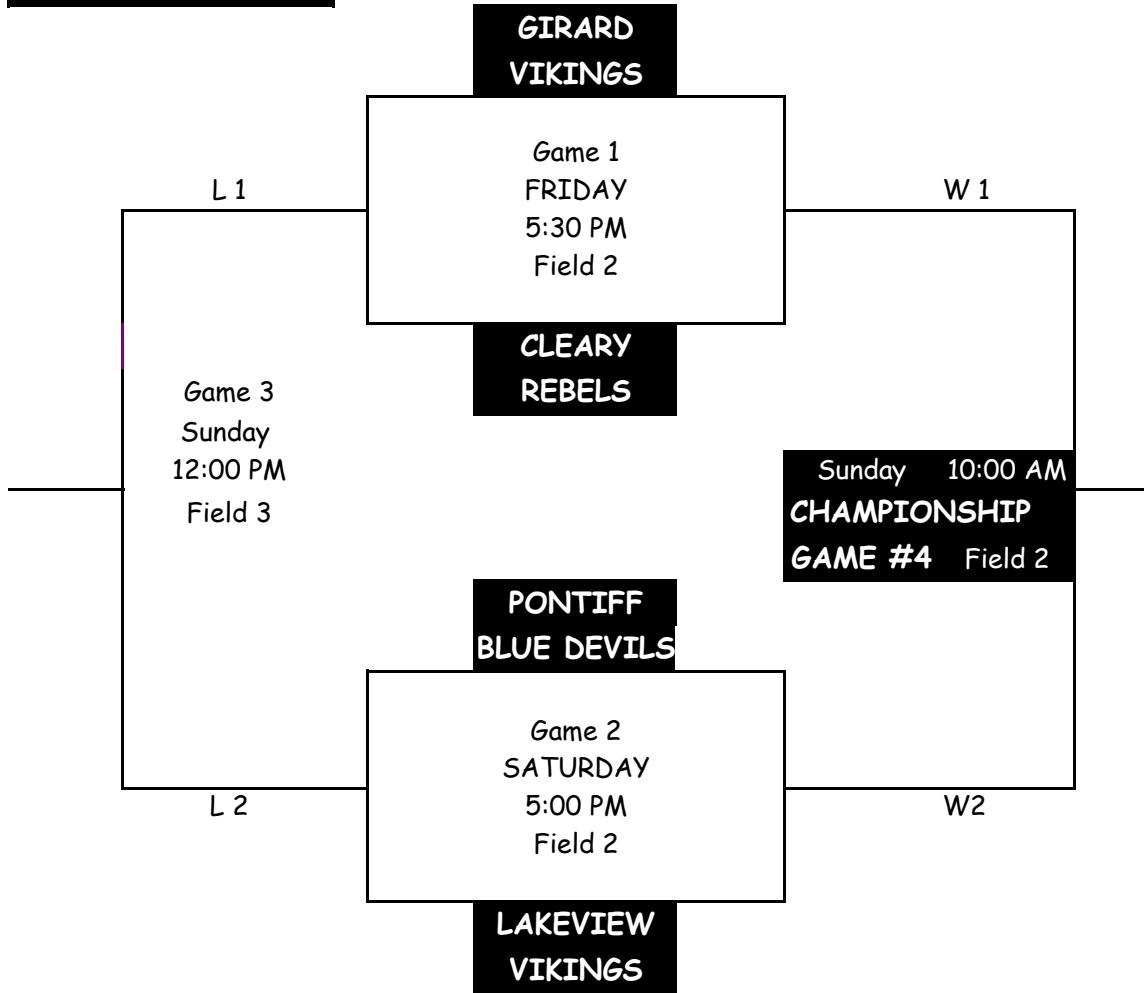 GIRARD
VIKINGS
Game 1
FRIDAY
5:30 PM
Field 2
L 1
W 1
CLEARY
REBELS
Game 3
Sunday
12:00 PM
Field 3
Sunday 10:00 AM
CHAMPIONSHIP
GAME #4 Field 2
PONTIFF
BLUE DEVILS
Game 2
SATURDAY
5:00 PM
Field 2
L 2
W2
LAKEVIEW
VIKINGS